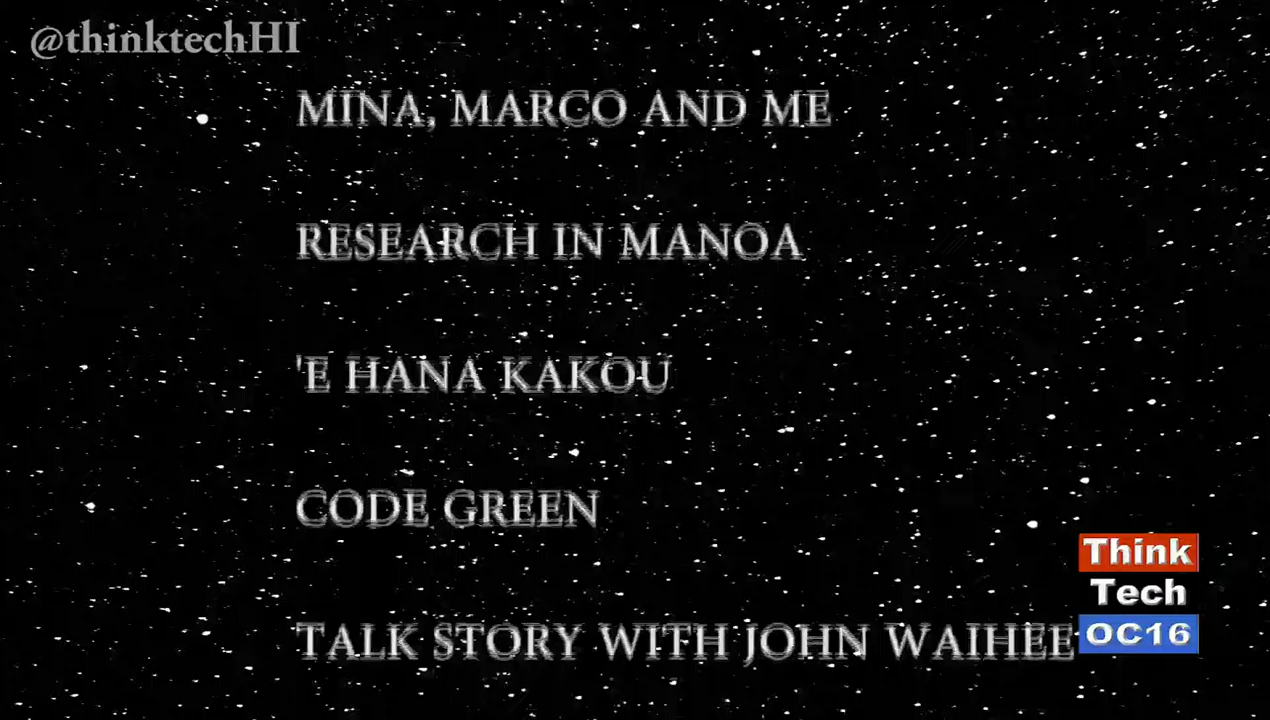 @thinktechHI
MINA, MARCO AND ME
RESEARCH IN MANOA
'E HANA KAKOU
CODE GREEN
TALK STORY WITH JOHN WAIHEE
Think
Tech
OC16